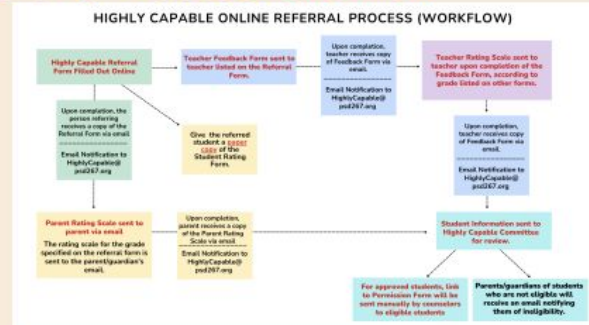 HIGHLY CAPABLE ONLINE REFERRAL PROCESS (WORKFLOW)
Highly Capable Referral
Form Filled Out Online
Teacher Feedback Form sent to
teacher listed on the Referral
Form.
Upon completion,
teacher receives copy
of Feedback Form via
email.
Email Notification to
HighlyCapable@
psd267.org
Teacher Rating Scale sent to
teacher upon completion of the
Feedback Form, according to
grade listed on other forms.
Upon completion, the
person referring
receives a copy of the
Referral Form via email
Email Notification to
HighlyCapable@
psd267.org
Give the referred
student a paper
copy of the
Student Rating
Form.
Upon completion,
teacher receives copy
of Feedback Form via
email.
Email Notification to
HighlyCapable@
psd267.org
Parent Rating Scale sent to
parent via email
The rating scale for the grade
specified on the referral form is
sent to the parent/guardian's
email.
Upon completion,
parent receives a copy
of the Parent Rating
Scale via email
Email Notification to
HighlyCapable@
psd267.org
Student Information sent to
Highly Capable Committee
for review.
For approved students, link
to Permission Form will be
sent manually by counselors
to eligible students
Parents/guardians of students
who are not eligible will
receive an email notifying
them of ineligibility.